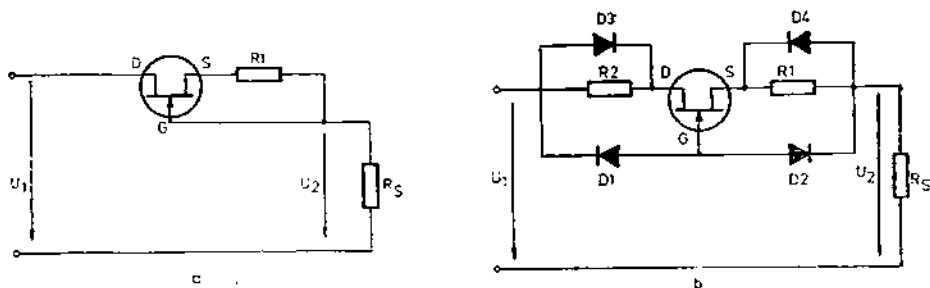 D S R1
G
U1 U2 RS
c
D3 D4
D S
R2 R1
G
D1 D2
U1 U2 RS
b